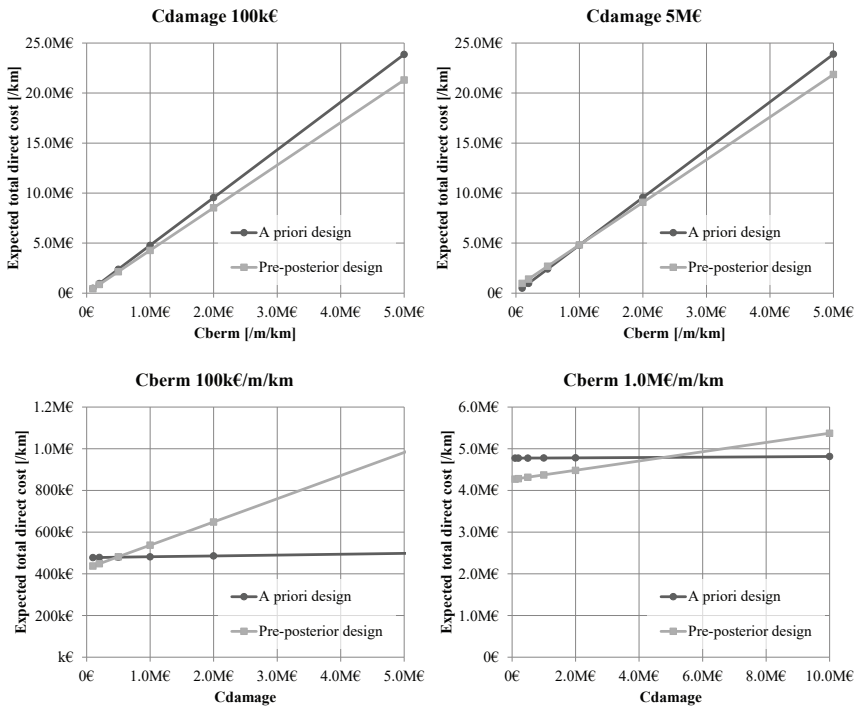 Cdamage 100k€
Expected total direct cost [/km]
25.0M€
20.0M€
15.0M€
10.0M€
5.0M€
0€
A priori design
Pre-posterior design
0€ 1.0M€ 2.0M€ 3.0M€ 4.0M€ 5.0M€
Cberm [/m/km]
Cdamage 5M€
Expected total direct cost [/km]
25.0M€
20.0M€
15.0M€
10.0M€
5.0M€
0€
A priori design
Pre-posterior design
0€ 1.0M€ 2.0M€ 3.0M€ 4.0M€ 5.0M€
Cberm [/m/km]
Cberm 100k€/m/km
Expected total direct cost [/km]
1.2M€
1.0M€
800k€
600k€
400k€
200k€
k€
A priori design
Pre-posterior design
0€ 1.0M€ 2.0M€ 3.0M€ 4.0M€ 5.0M€
Cdamage
Cberm 1.0M€/m/km
Expected total direct cost [/km]
6.0M€
5.0M€
4.0M€
3.0M€
2.0M€
1.0M€
0€
A priori design
Pre-posterior design
0€ 2.0M€ 4.0M€ 6.0M€ 8.0M€ 10.0M€
Cdamage